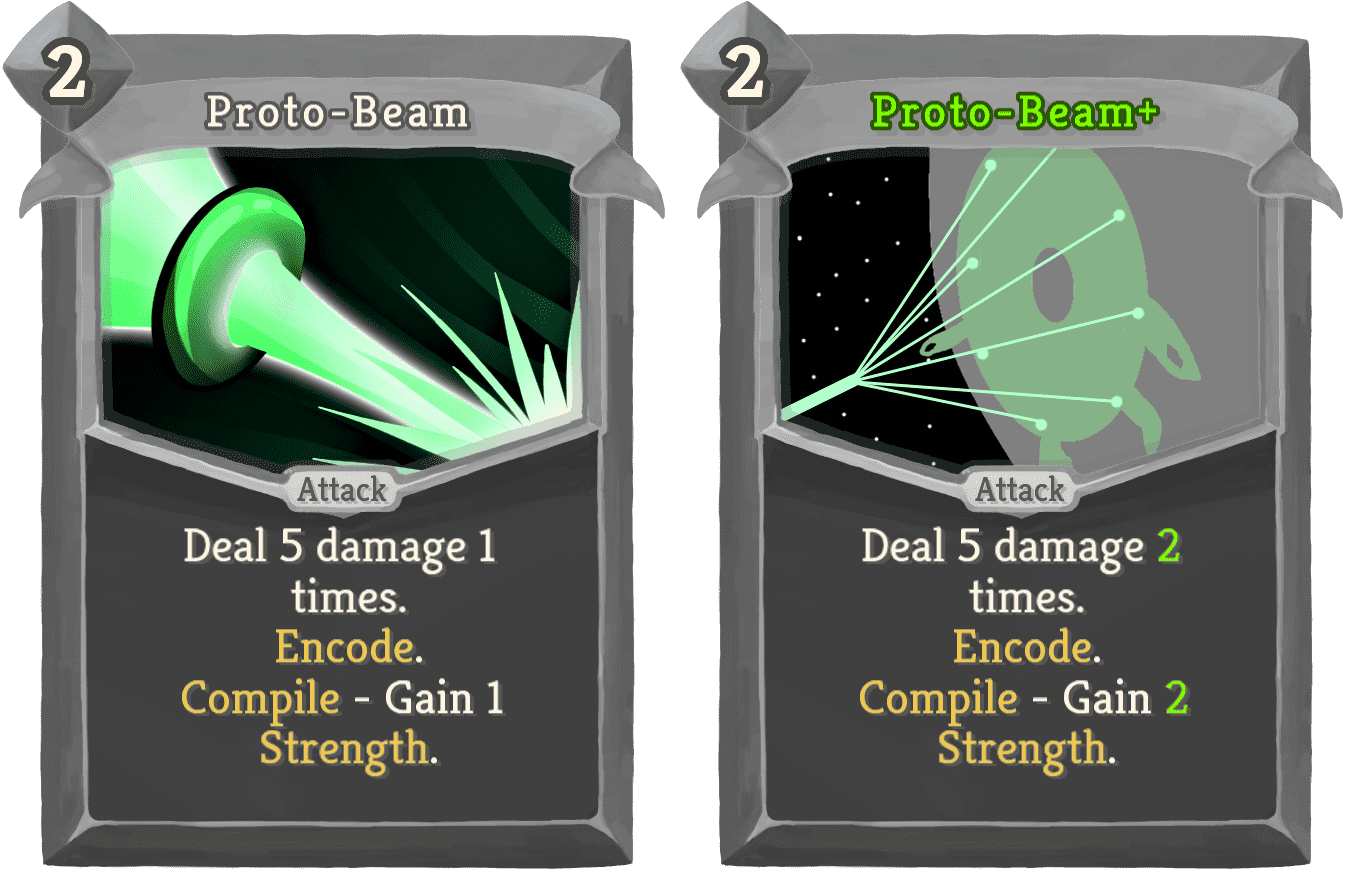 2
Proto-Beam
Attack
Deal 5 damage 1
times.
Encode.
Compile - Gain 1
Strength.
2
Proto-Beam+
Attack
Deal 5 damage 2
times.
Encode.
Compile - Gain 2
Strength.